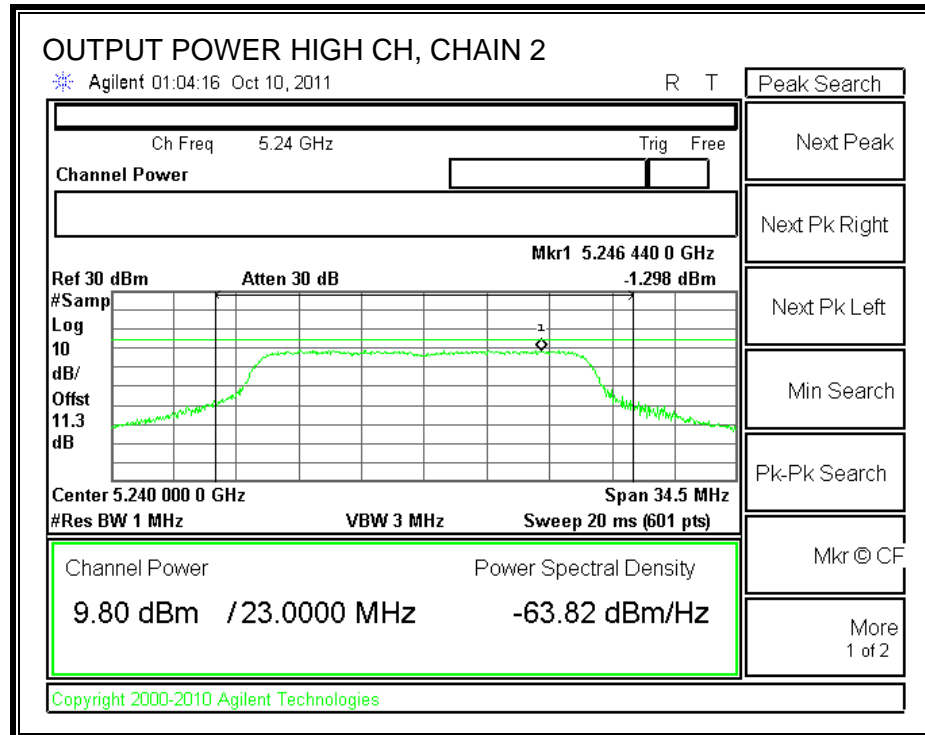 OUTPUT POWER HIGH CH, CHAIN 2
Agilent 01:04:16 Oct 10, 2011 R T
Peak Search
Ch Freq 5.24 GHz Trig Free
Channel Power
Next Peak
Next Pk Right
Mkr1 5.246 440 0 GHz
Ref 30 dBm Atten 30 dB -1.298 dBm
#Samp
Log
10
dB/
Offst
11.3
dB
1
Next Pk Left
Min Search
Pk-Pk Search
Center 5.240 000 0 GHz Span 34.5 MHz
#Res BW 1 MHz VBW 3 MHz Sweep 20 ms (601 pts)
Channel Power Power Spectral Density
9.80 dBm / 23.0000 MHz -63.82 dBm/Hz
Mkr © CF
More
1 of 2
Copyright 2000-2010 Agilent Technologies